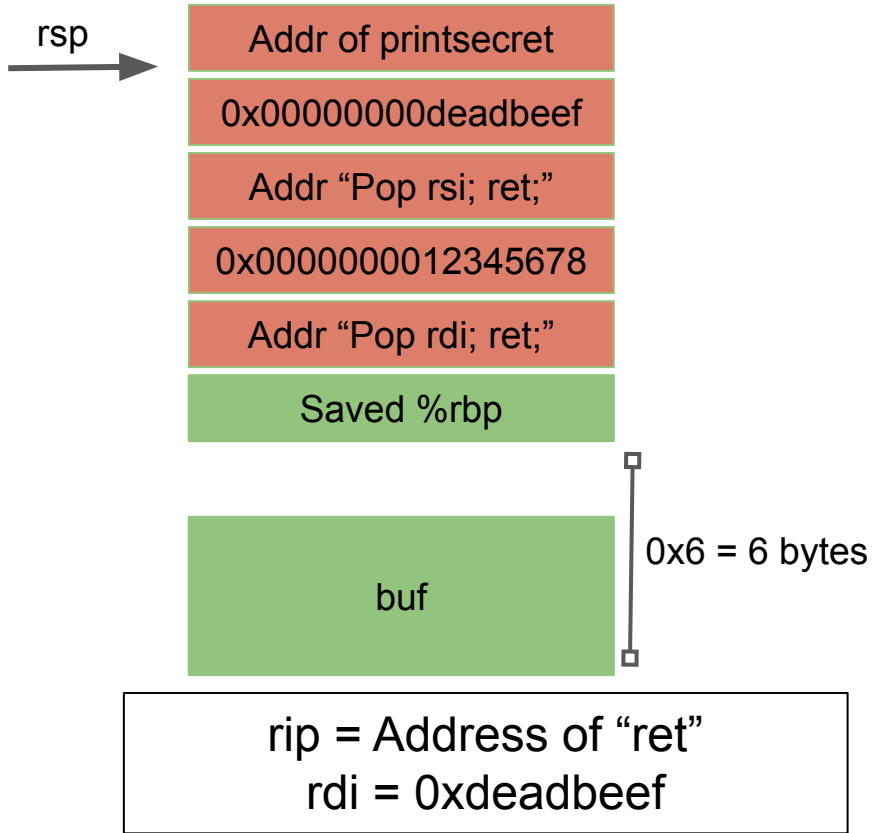 rsp
Addr of printsecret
0x00000000deadbeef
Addr “Pop rsi; ret;”
0x0000000012345678
Addr “Pop rdi; ret;”
Saved %rbp
0x6 = 6 bytes
buf
rip = Address of “ret”
rdi = 0xdeadbeef